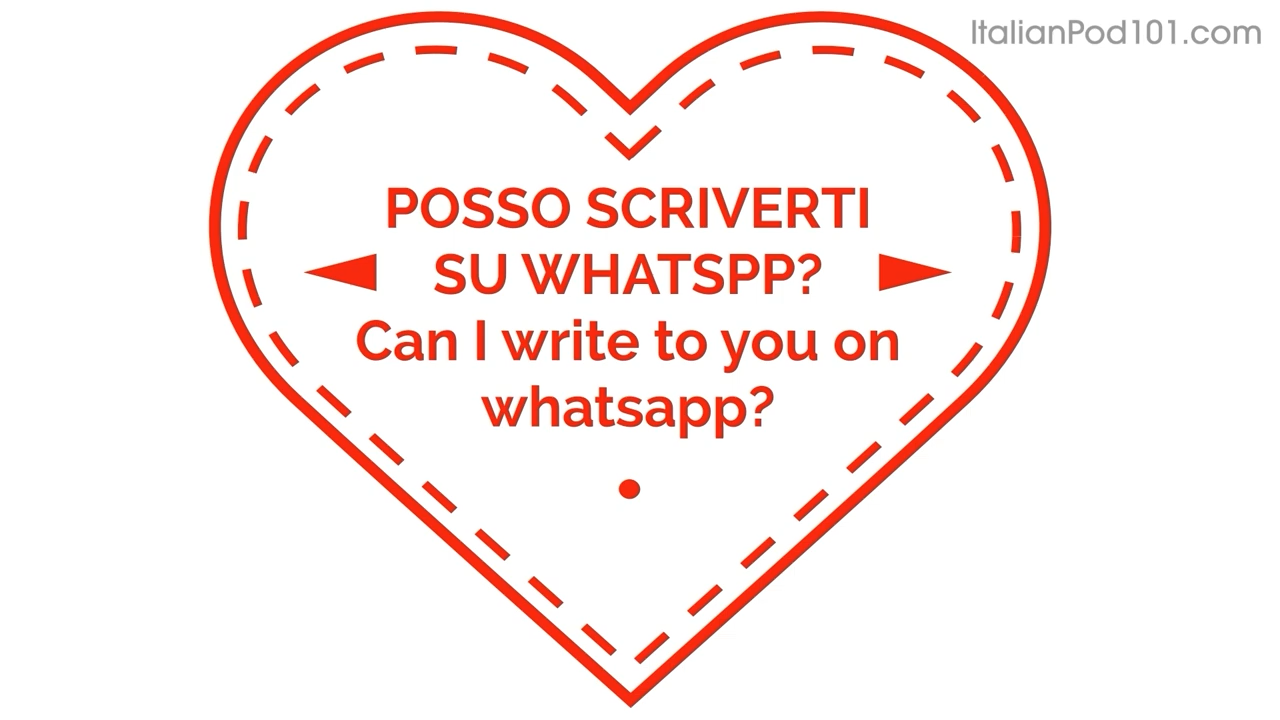 ItalianPod101.com
POSSO SCRIVERTI
SU WHATSPP?
Can I write to you on
whatsapp?